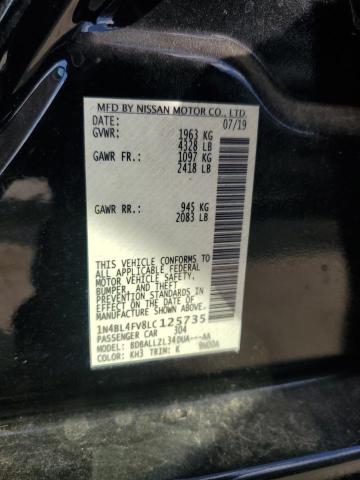 MFD BY NISSAN MOTOR CO., LTD.
DATE: 07/19
GVWR: 1963 KG
4328 LB
GAWR FR: 1097 KG
2418 LB
GAWR RR: 945 KG
2083 LB
THIS VEHICLE CONFORMS TO
ALL APPLICABLE FEDERAL
MOTOR VEHICLE SAFETY,
BUMPER, AND THEFT
PREVENTION STANDARDS
IN EFFECT ON THE DATE OF
MANUFACTURE SHOWN ABOVE.
1N4BL4FV8LC125735
PASSENGER CAR 304
MODEL: BDBALLZL34DUA---AA
COLOR: KH3 TRIM: K